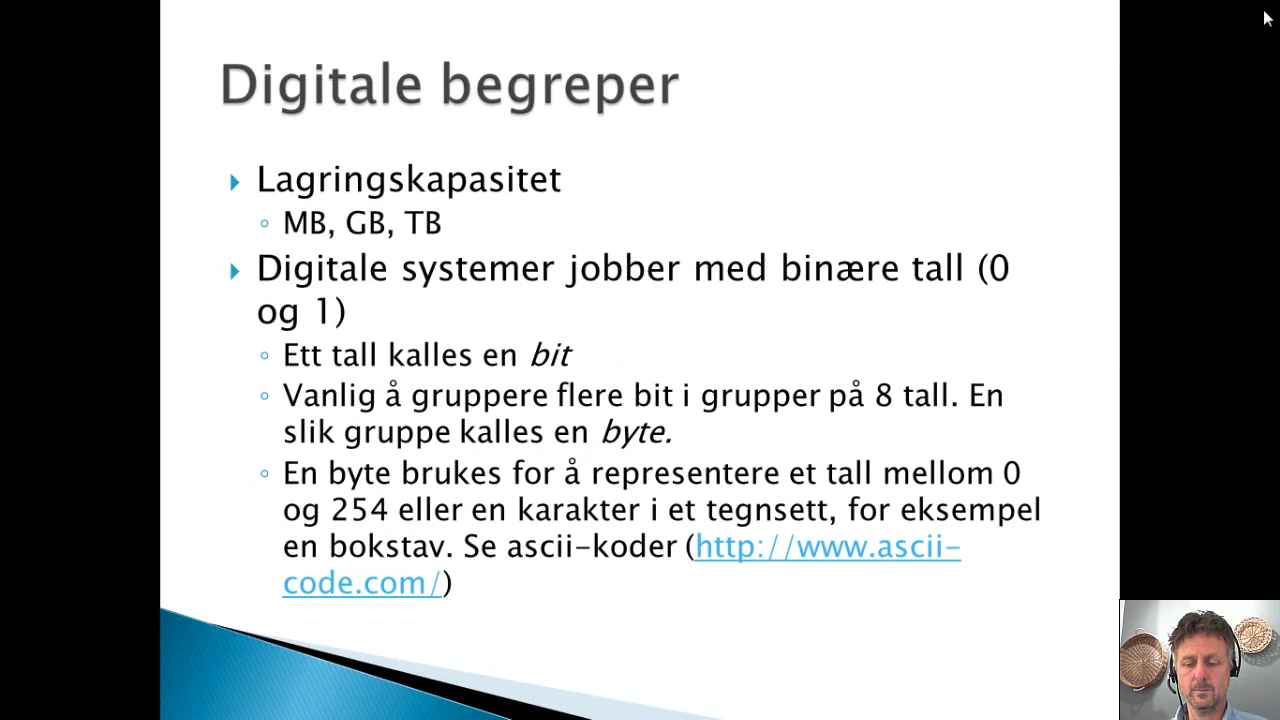 Digitale begreper
Lagringskapasitet
MB, GB, TB
Digitale systemer jobber med binære tall (0
og 1)
Ett tall kalles en bit
Vanlig å gruppere flere bit i grupper på 8 tall. En
slik gruppe kalles en byte.
En byte brukes for å representere et tall mellom 0
og 254 eller en karakter i et tegnsett, for eksempel
en bokstav. Se ascii-koder (http://www.ascii-
code.com/)